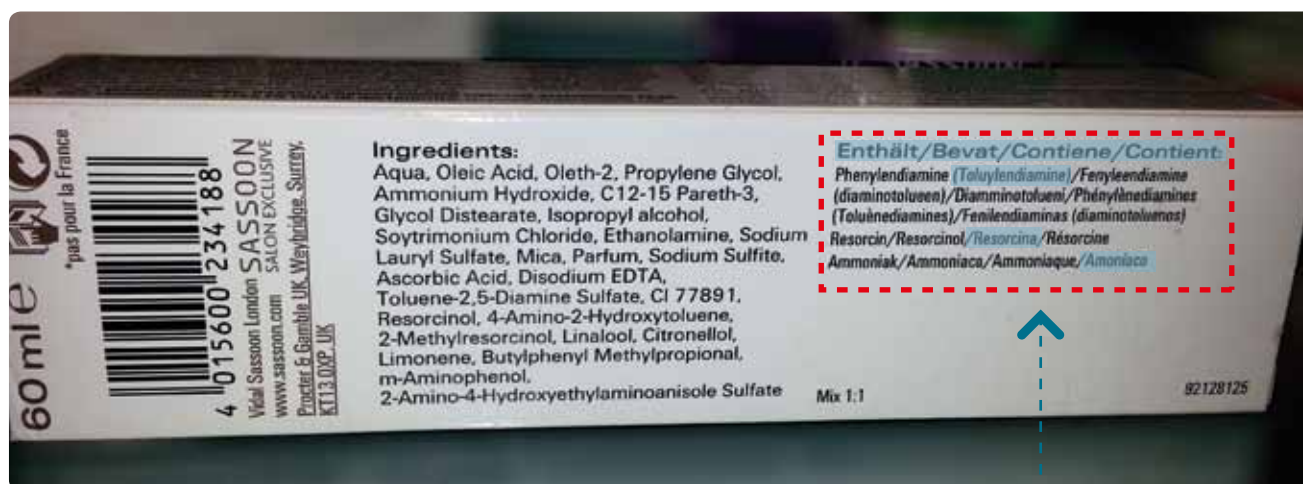 60 ml e
*pas pour la France
4 015600 234188
Vidal Sassoon London SASSOON
www.sassoon.com SALON EXCLUSIVE
Procter & Gamble UK, Weybridge, Surrey,
KT13 0XP, UK
Ingredients:
Aqua, Oleic Acid, Oleth-2, Propylene Glycol,
Ammonium Hydroxide, C12-15 Pareth-3,
Glycol Distearate, Isopropyl alcohol,
Soytrimonium Chloride, Ethanolamine, Sodium
Lauryl Sulfate, Mica, Parfum, Sodium Sulfite,
Ascorbic Acid, Disodium EDTA,
Toluene-2,5-Diamine Sulfate, CI 77891,
Resorcinol, 4-Amino-2-Hydroxytoluene,
2-Methylresorcinol, Linalool, Citronellol,
Limonene, Butylphenyl Methylpropional,
m-Aminophenol,
2-Amino-4-Hydroxyethylaminoanisole Sulfate
Enthält/Bevat/Contiene/Contient:
Phenylendiamine (Toluylendiamine)/Fenyleendiamine
(diaminotolueen)/Diamminotolueni/Phénylènediamines
(Toluènediamines)/Fenilendiaminas (diaminotoluenos)
Resorcin/Resorcinol/Resorcina/Résorcine
Ammoniak/Ammoniaca/Ammoniaque/Amoníaco
Mix 1:1
92128125